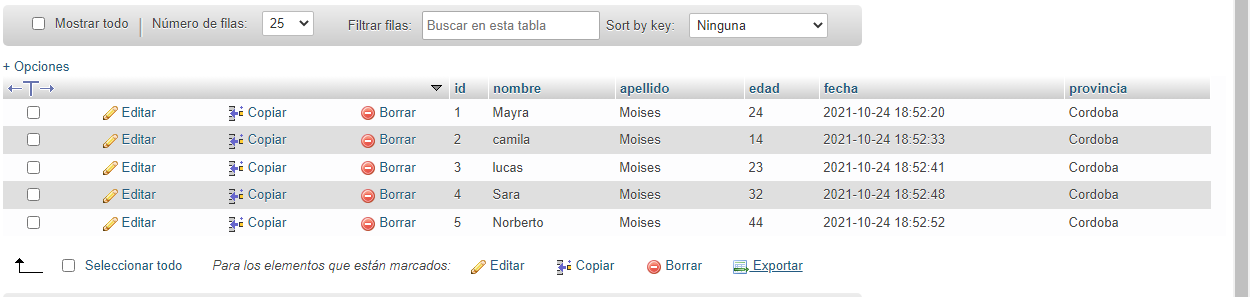 Mostrar todo Número de filas: 25 Filtrar filas: Buscar en esta tabla Sort by key: Ninguna
+ Opciones
←T→ id nombre apellido edad fecha provincia
Editar Copiar Borrar 1 Mayra Moises 24 2021-10-24 18:52:20 Cordoba
Editar Copiar Borrar 2 camila Moises 14 2021-10-24 18:52:33 Cordoba
Editar Copiar Borrar 3 lucas Moises 23 2021-10-24 18:52:41 Cordoba
Editar Copiar Borrar 4 Sara Moises 32 2021-10-24 18:52:48 Cordoba
Editar Copiar Borrar 5 Norberto Moises 44 2021-10-24 18:52:52 Cordoba
Seleccionar todo Para los elementos que están marcados: Editar Copiar Borrar Exportar